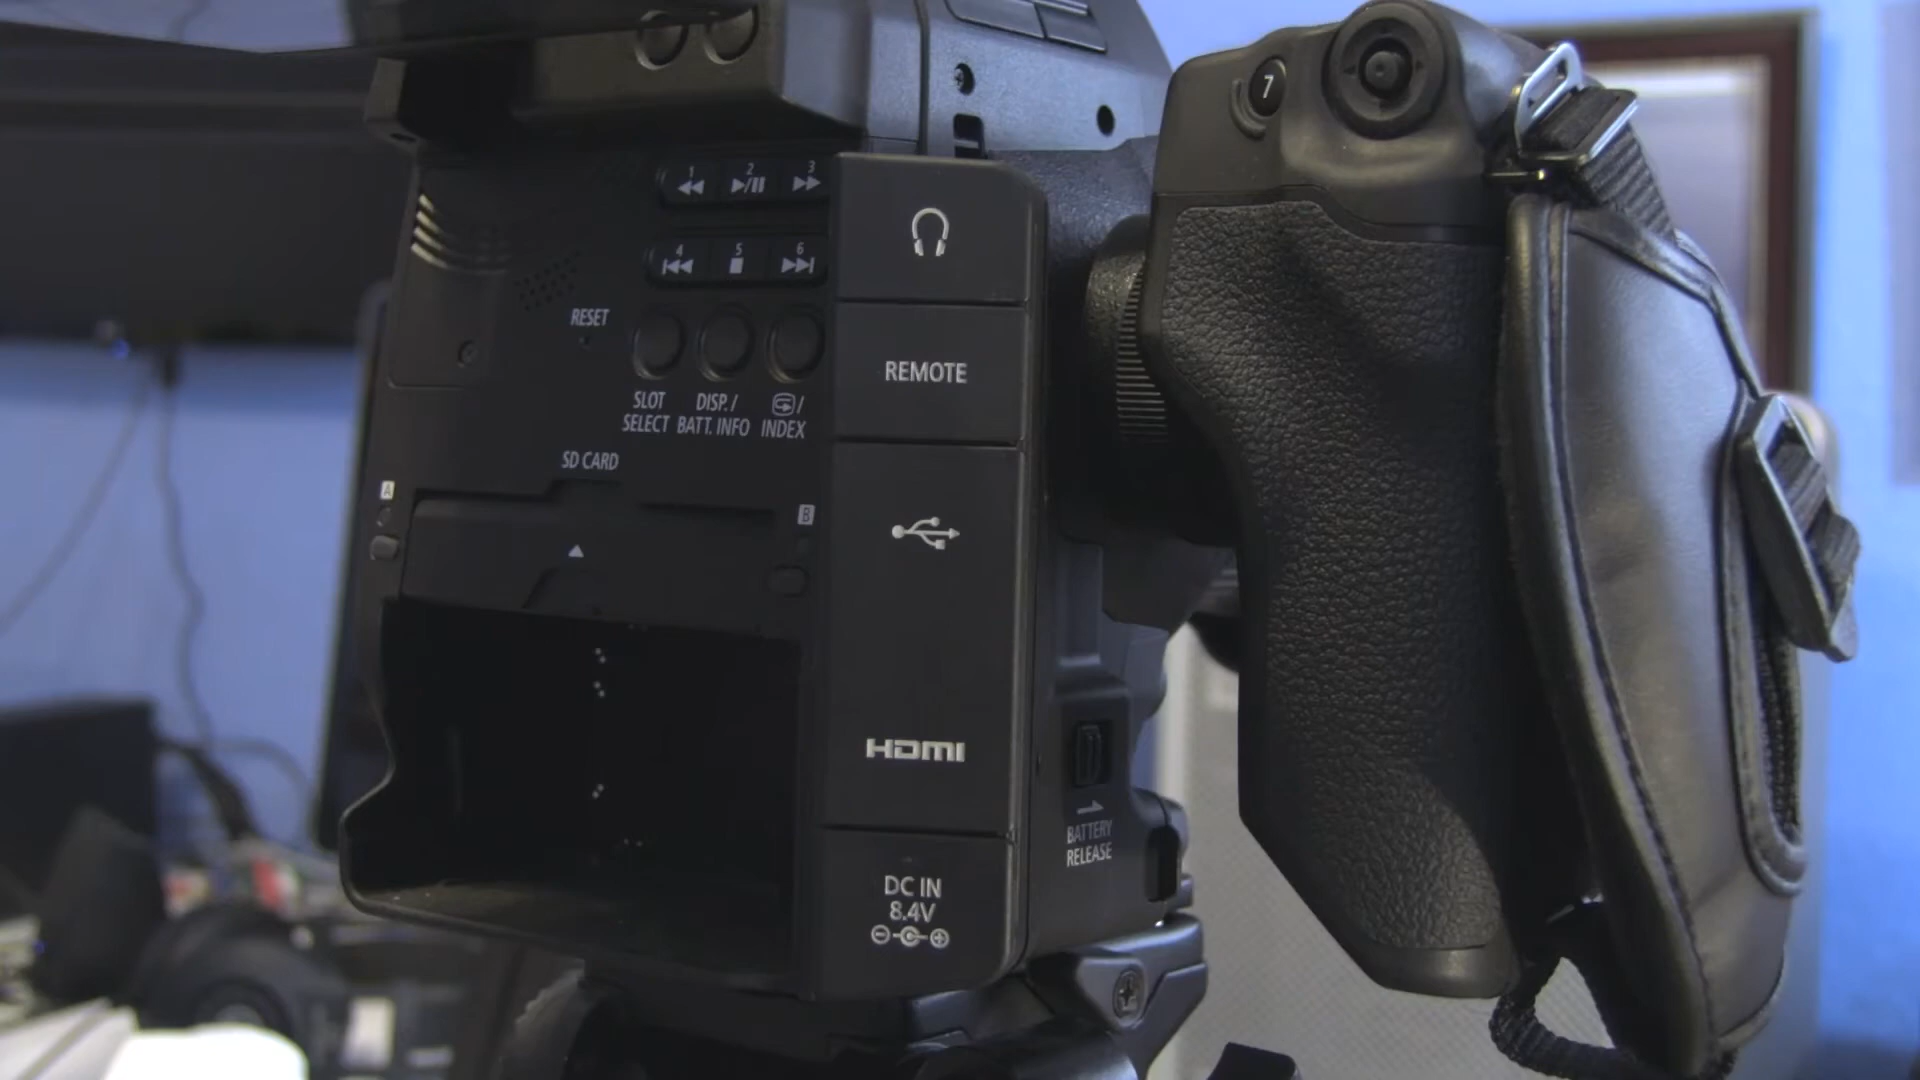 7
1 2 3
4 5 6
RESET
SLOT
SELECT
DISP./
BATT. INFO
/
INDEX
REMOTE
SD CARD
A
B
HDMI
BATTERY
RELEASE
DC IN
8.4V